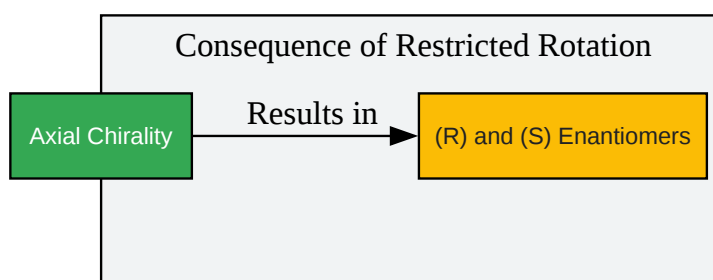 Consequence of Restricted Rotation
Axial Chirality
Results in
(R) and (S) Enantiomers